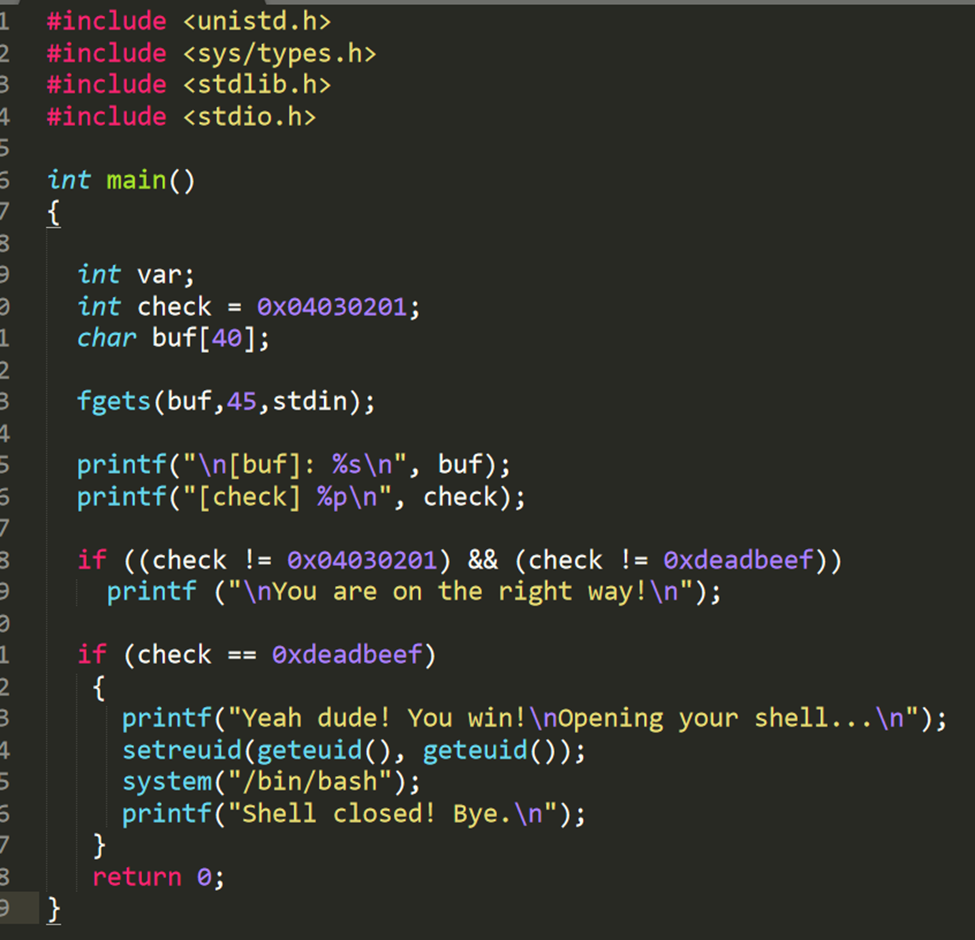 1 #include <unistd.h>
2 #include <sys/types.h>
3 #include <stdlib.h>
4 #include <stdio.h>
5
6 int main()
7 {
8
9 int var;
0 int check = 0x04030201;
1 char buf[40];
2
3 fgets(buf,45,stdin);
4
5 printf("\n[buf]: %s\n", buf);
6 printf("[check] %p\n", check);
7
8 if ((check != 0x04030201) && (check != 0xdeadbeef))
9 printf ("\nYou are on the right way!\n");
0
1 if (check == 0xdeadbeef)
2 {
3 printf("Yeah dude! You win!\nOpening your shell...\n");
4 setreuid(geteuid(), geteuid());
5 system("/bin/bash");
6 printf("Shell closed! Bye.\n");
7 }
8 return 0;
9 }